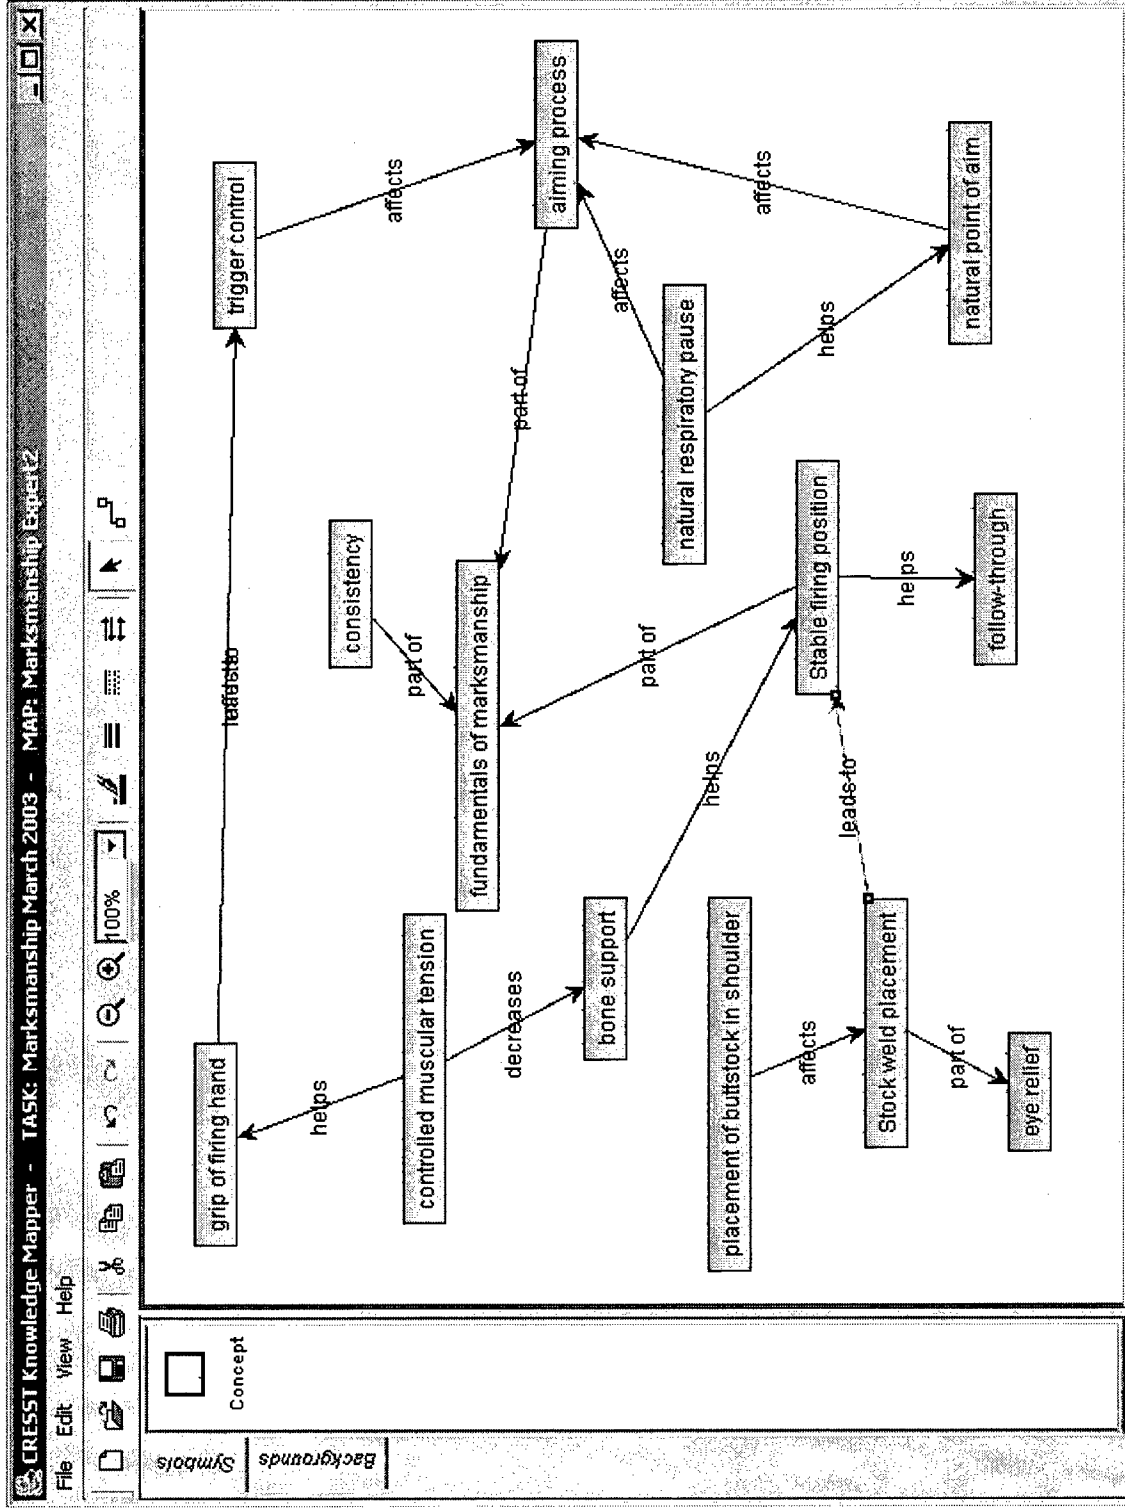 CRESST Knowledge Mapper - TASK: Marksmanship March 2003 - MAP: Marksmanship Expert2
File Edit View Help
100%
Symbols
Backgrounds
Concept
grip of firing hand
trigger control
helps
affects
consistency
part of
controlled muscular tension
fundamentals of marksmanship
part of
aiming process
decreases
bone support
part of
affects
natural respiratory pause
affects
placement of buttstock in shoulder
helps
helps
affects
leads to
Stable firing position
Stock weld placement
helps
natural point of aim
part of
eye relief
follow-through